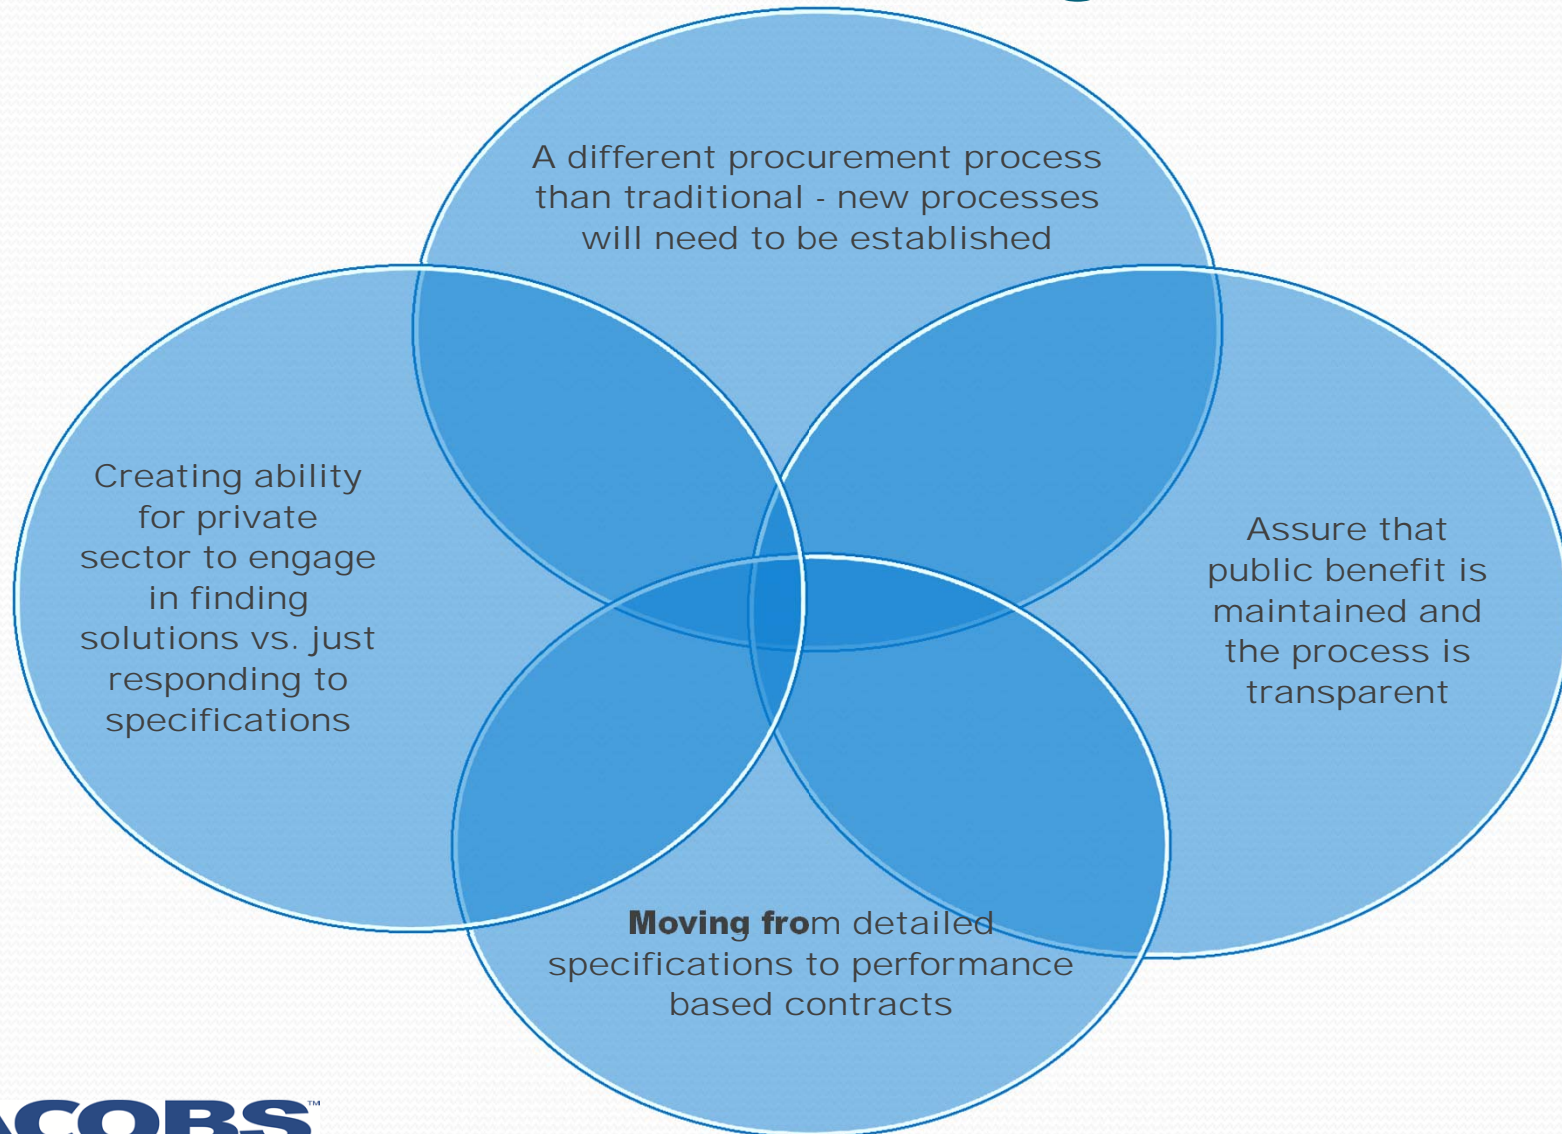 A different procurement process
than traditional - new processes
will need to be established
Creating ability
for private
sector to engage
in finding
solutions vs. just
responding to
specifications
Assure that
public benefit is
maintained and
the process is
transparent
Moving from detailed
specifications to performance
based contracts
ACOBS™